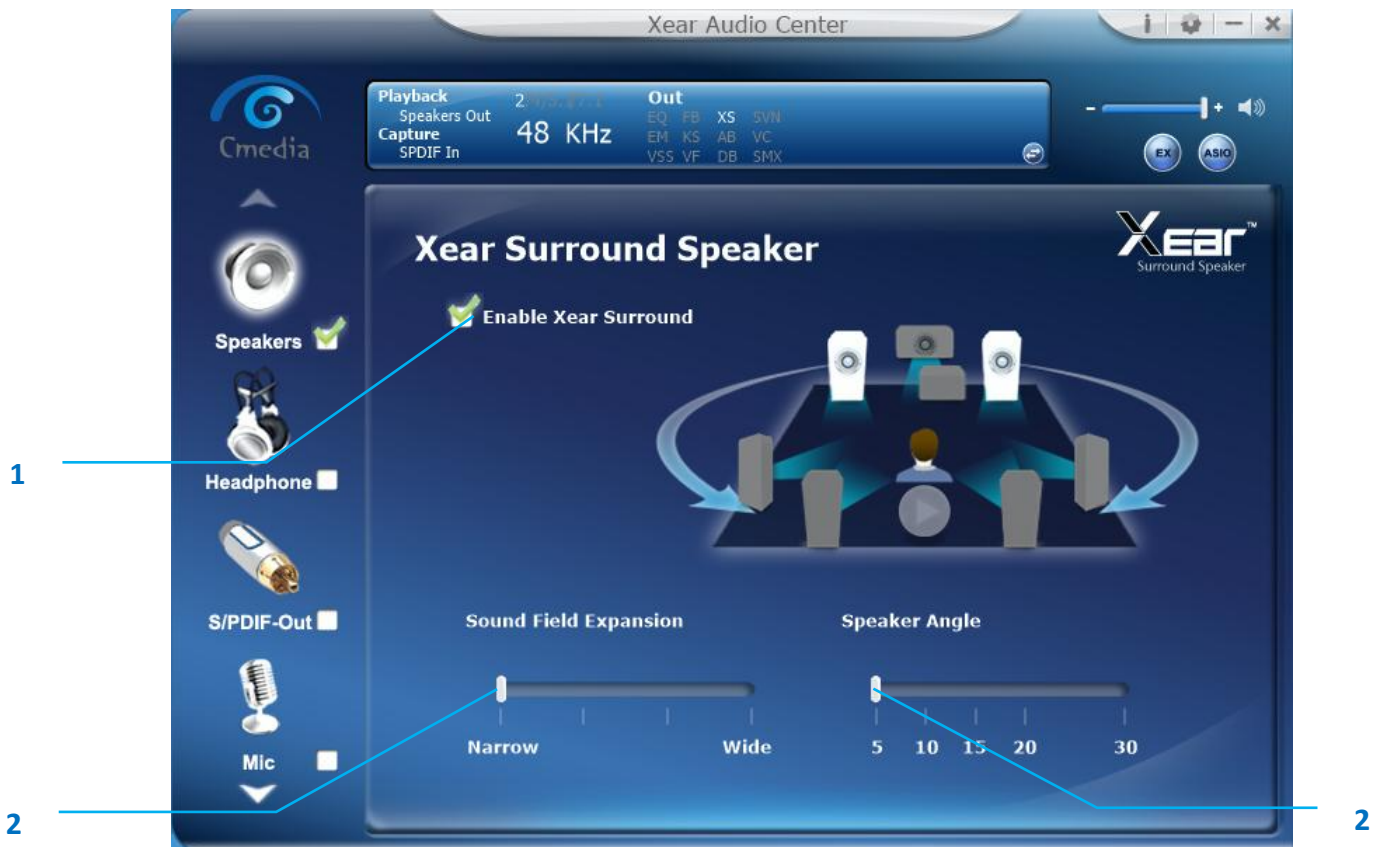 Xear Audio Center
i
Cmedia
Playback
Speakers Out
Capture
SPDIF In
2
48 KHz
Out
EQ FB XS SVN
EM KS AB VC
VSS VF DB SMX
- +
EX ASIO
Xear Surround Speaker
Xear™
Surround Speaker
Enable Xear Surround
Speakers
Headphone
S/PDIF-Out
Mic
Sound Field Expansion
Narrow Wide
Speaker Angle
5 10 15 20 30
1
2
2